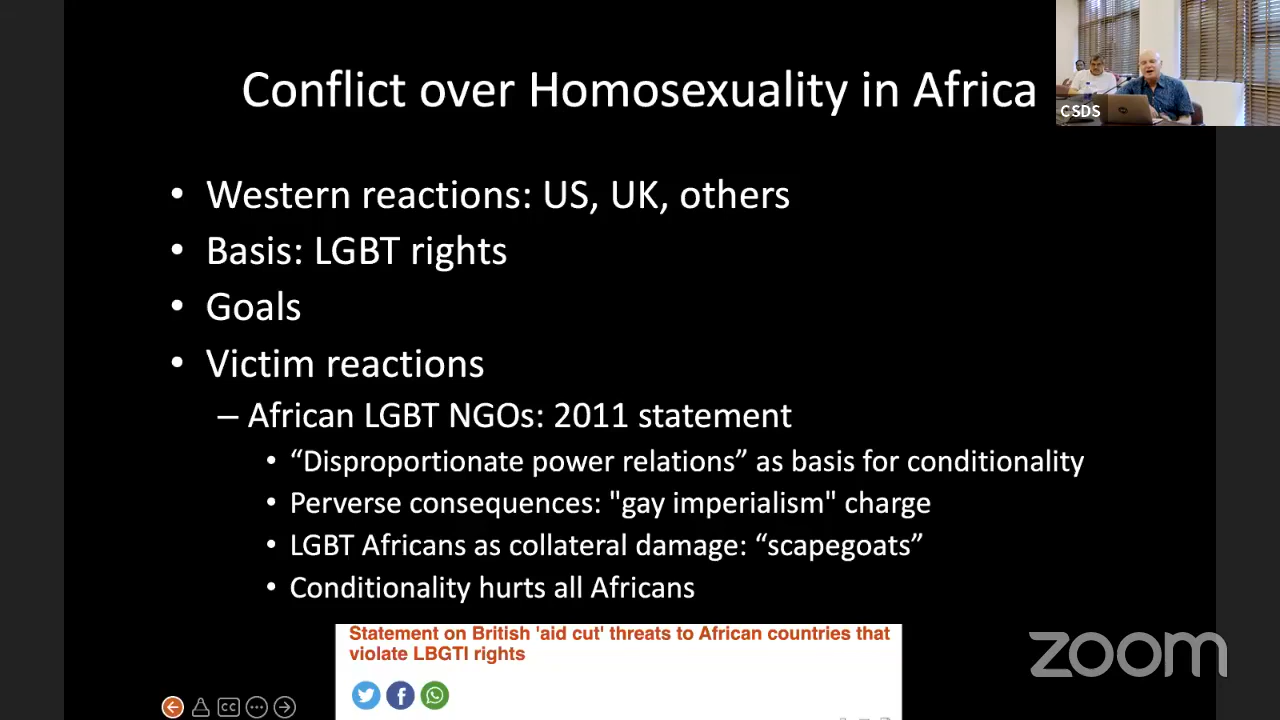 Conflict over Homosexuality in Africa
CSDS
• Western reactions: US, UK, others
• Basis: LGBT rights
• Goals
• Victim reactions
– African LGBT NGOs: 2011 statement
• “Disproportionate power relations” as basis for conditionality
• Perverse consequences: "gay imperialism" charge
• LGBT Africans as collateral damage: “scapegoats”
• Conditionality hurts all Africans
Statement on British 'aid cut' threats to African countries that
violate LBGTI rights
zoom
CC